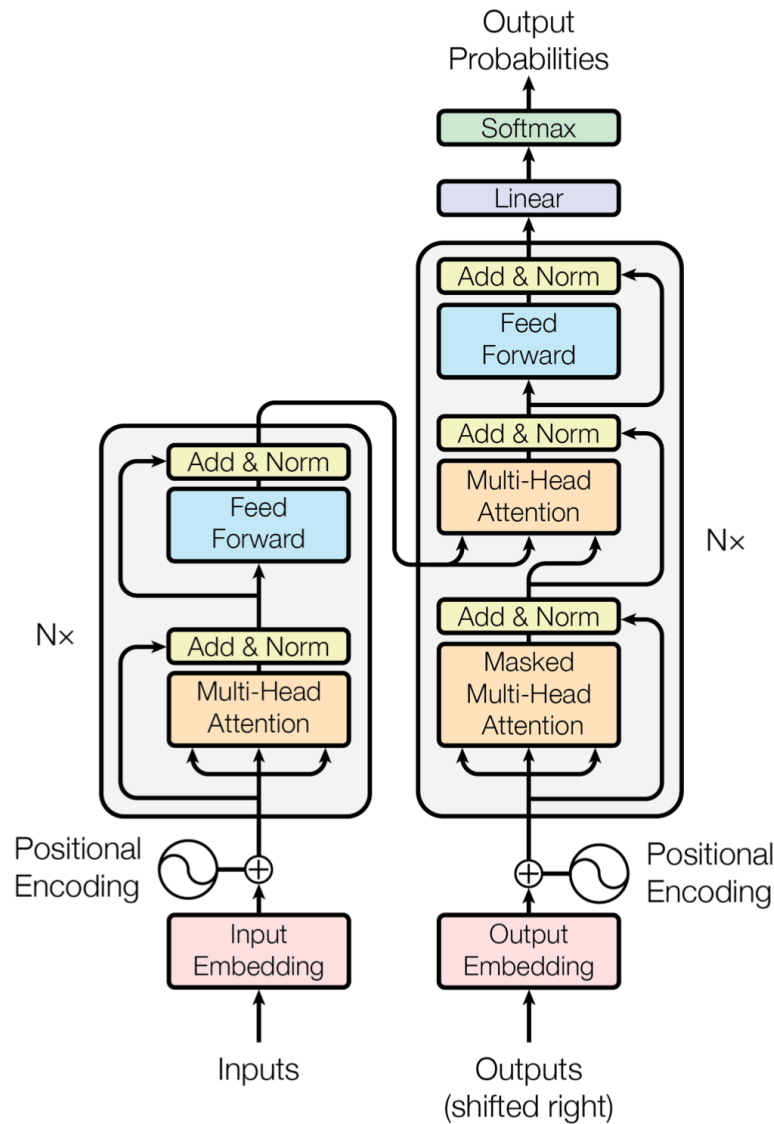 Output
Probabilities
Softmax
Linear
Add & Norm
Feed
Forward
Add & Norm
Multi-Head
Attention
Add & Norm
Masked
Multi-Head
Attention
Nx
Add & Norm
Feed
Forward
Add & Norm
Multi-Head
Attention
Nx
Positional
Encoding
Positional
Encoding
Input
Embedding
Output
Embedding
Inputs
Outputs
(shifted right)